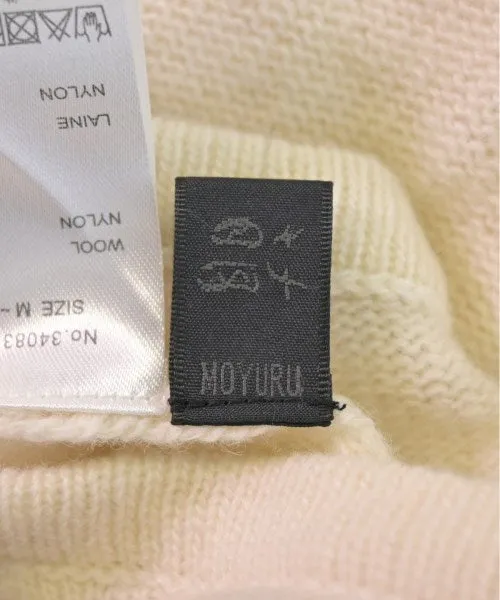 No.34083
SIZE M ~
WOOL
NYLON
LAINE
NYLON
MOYURU